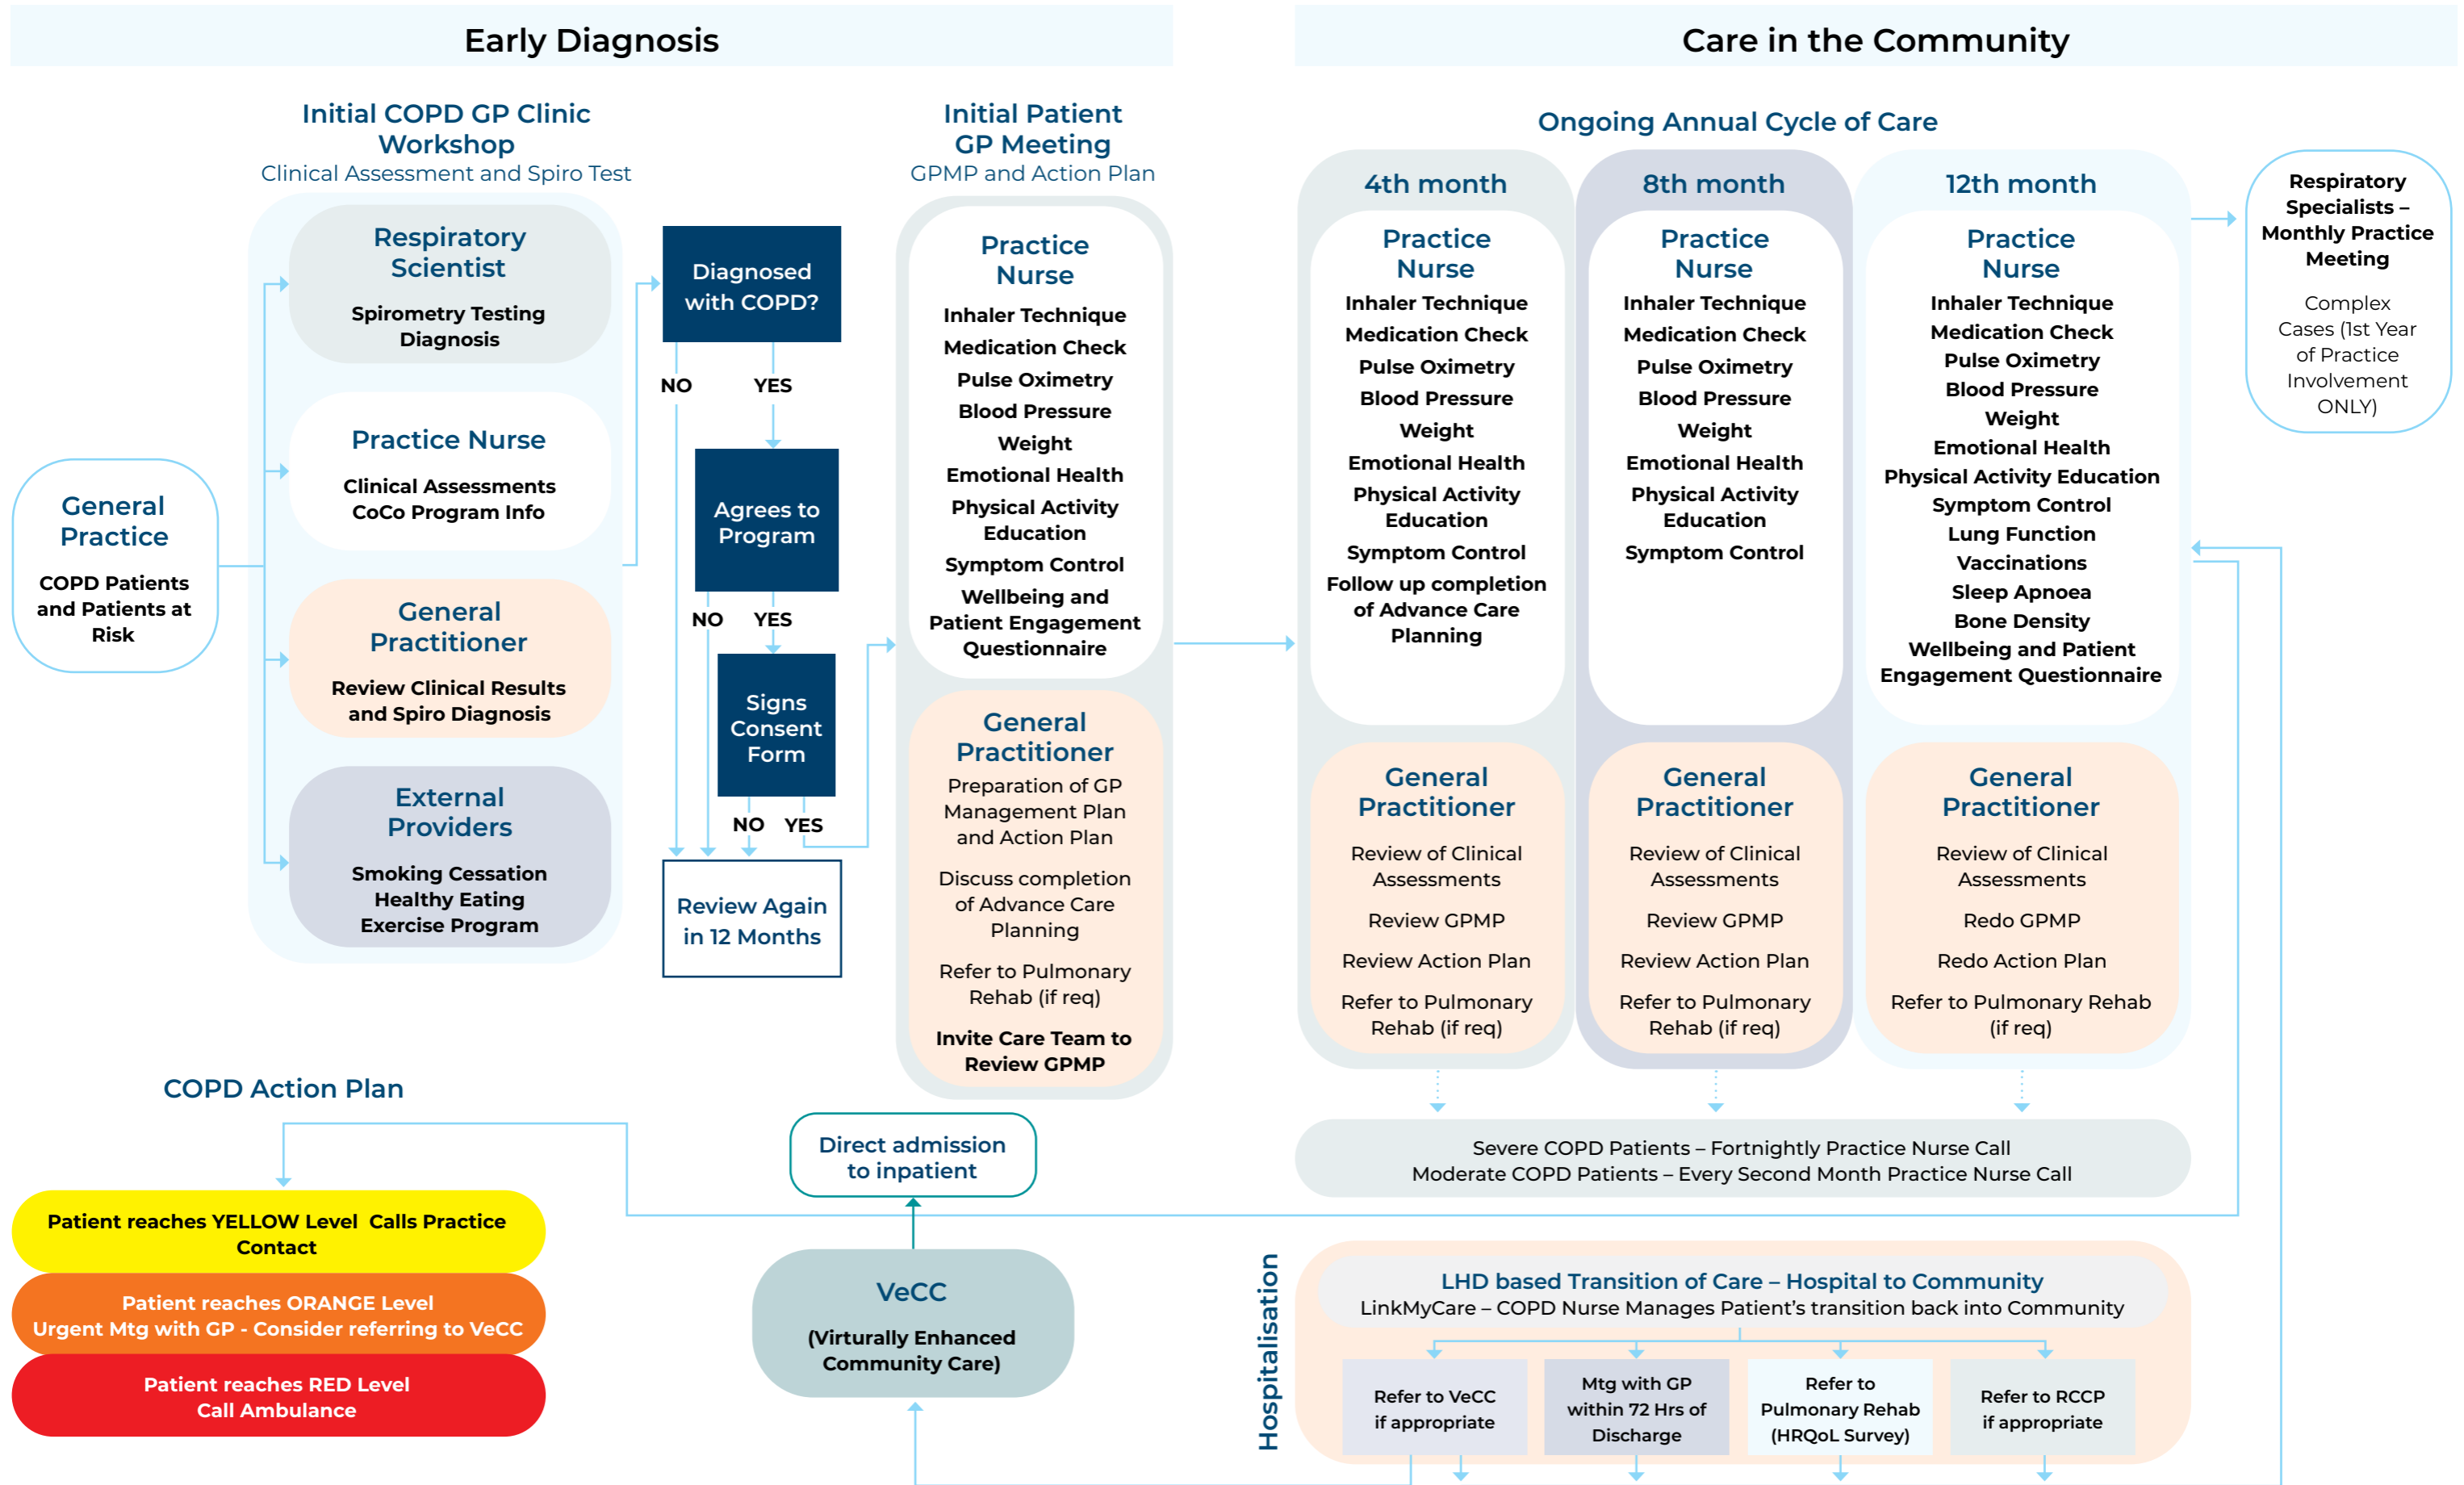 Early Diagnosis
Care in the Community
Initial COPD GP Clinic
Workshop
Clinical Assessment and Spiro Test
General
Practice
COPD Patients
and Patients at
Risk
Respiratory
Scientist
Spirometry Testing
Diagnosis
Practice Nurse
Clinical Assessments
CoCo Program Info
General
Practitioner
Review Clinical Results
and Spiro Diagnosis
External
Providers
Smoking Cessation
Healthy Eating
Exercise Program
Diagnosed
with COPD?
NO
YES
Agrees to
Program
NO
YES
Signs
Consent
Form
NO
YES
Review Again
in 12 Months
Initial Patient
GP Meeting
GPMP and Action Plan
Practice
Nurse
Inhaler Technique
Medication Check
Pulse Oximetry
Blood Pressure
Weight
Emotional Health
Physical Activity
Education
Symptom Control
Wellbeing and
Patient Engagement
Questionnaire
General
Practitioner
Preparation of GP
Management Plan
and Action Plan
Discuss completion
of Advance Care
Planning
Refer to Pulmonary
Rehab (if req)
Invite Care Team to
Review GPMP
Ongoing Annual Cycle of Care
4th month
Practice
Nurse
Inhaler Technique
Medication Check
Pulse Oximetry
Blood Pressure
Weight
Emotional Health
Physical Activity
Education
Symptom Control
Follow up completion
of Advance Care
Planning
General
Practitioner
Review of Clinical
Assessments
Review GPMP
Review Action Plan
Refer to Pulmonary
Rehab (if req)
8th month
Practice
Nurse
Inhaler Technique
Medication Check
Pulse Oximetry
Blood Pressure
Weight
Emotional Health
Physical Activity
Education
Symptom Control
General
Practitioner
Review of Clinical
Assessments
Review GPMP
Review Action Plan
Refer to Pulmonary
Rehab (if req)
12th month
Practice
Nurse
Inhaler Technique
Medication Check
Pulse Oximetry
Blood Pressure
Weight
Emotional Health
Physical Activity Education
Symptom Control
Lung Function
Vaccinations
Sleep Apnoea
Bone Density
Wellbeing and Patient
Engagement Questionnaire
General
Practitioner
Review of Clinical
Assessments
Redo GPMP
Redo Action Plan
Refer to Pulmonary Rehab
(if req)
Respiratory
Specialists –
Monthly Practice
Meeting
Complex
Cases (1st Year
of Practice
Involvement
ONLY)
Severe COPD Patients – Fortnightly Practice Nurse Call
Moderate COPD Patients – Every Second Month Practice Nurse Call
COPD Action Plan
Patient reaches YELLOW Level Calls Practice
Contact
Patient reaches ORANGE Level
Urgent Mtg with GP - Consider referring to VeCC
Patient reaches RED Level
Call Ambulance
Direct admission
to inpatient
VeCC
(Virturally Enhanced
Community Care)
Hospitalisation
LHD based Transition of Care – Hospital to Community
LinkMyCare – COPD Nurse Manages Patient’s transition back into Community
Refer to VeCC
if appropriate
Mtg with GP
within 72 Hrs of
Discharge
Refer to
Pulmonary Rehab
(HRQoL Survey)
Refer to RCCP
if appropriate